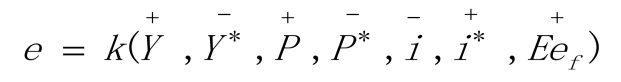 + − + − − + +
e = k(Y ,Y* ,P ,P* ,i ,i* ,Ee_f)